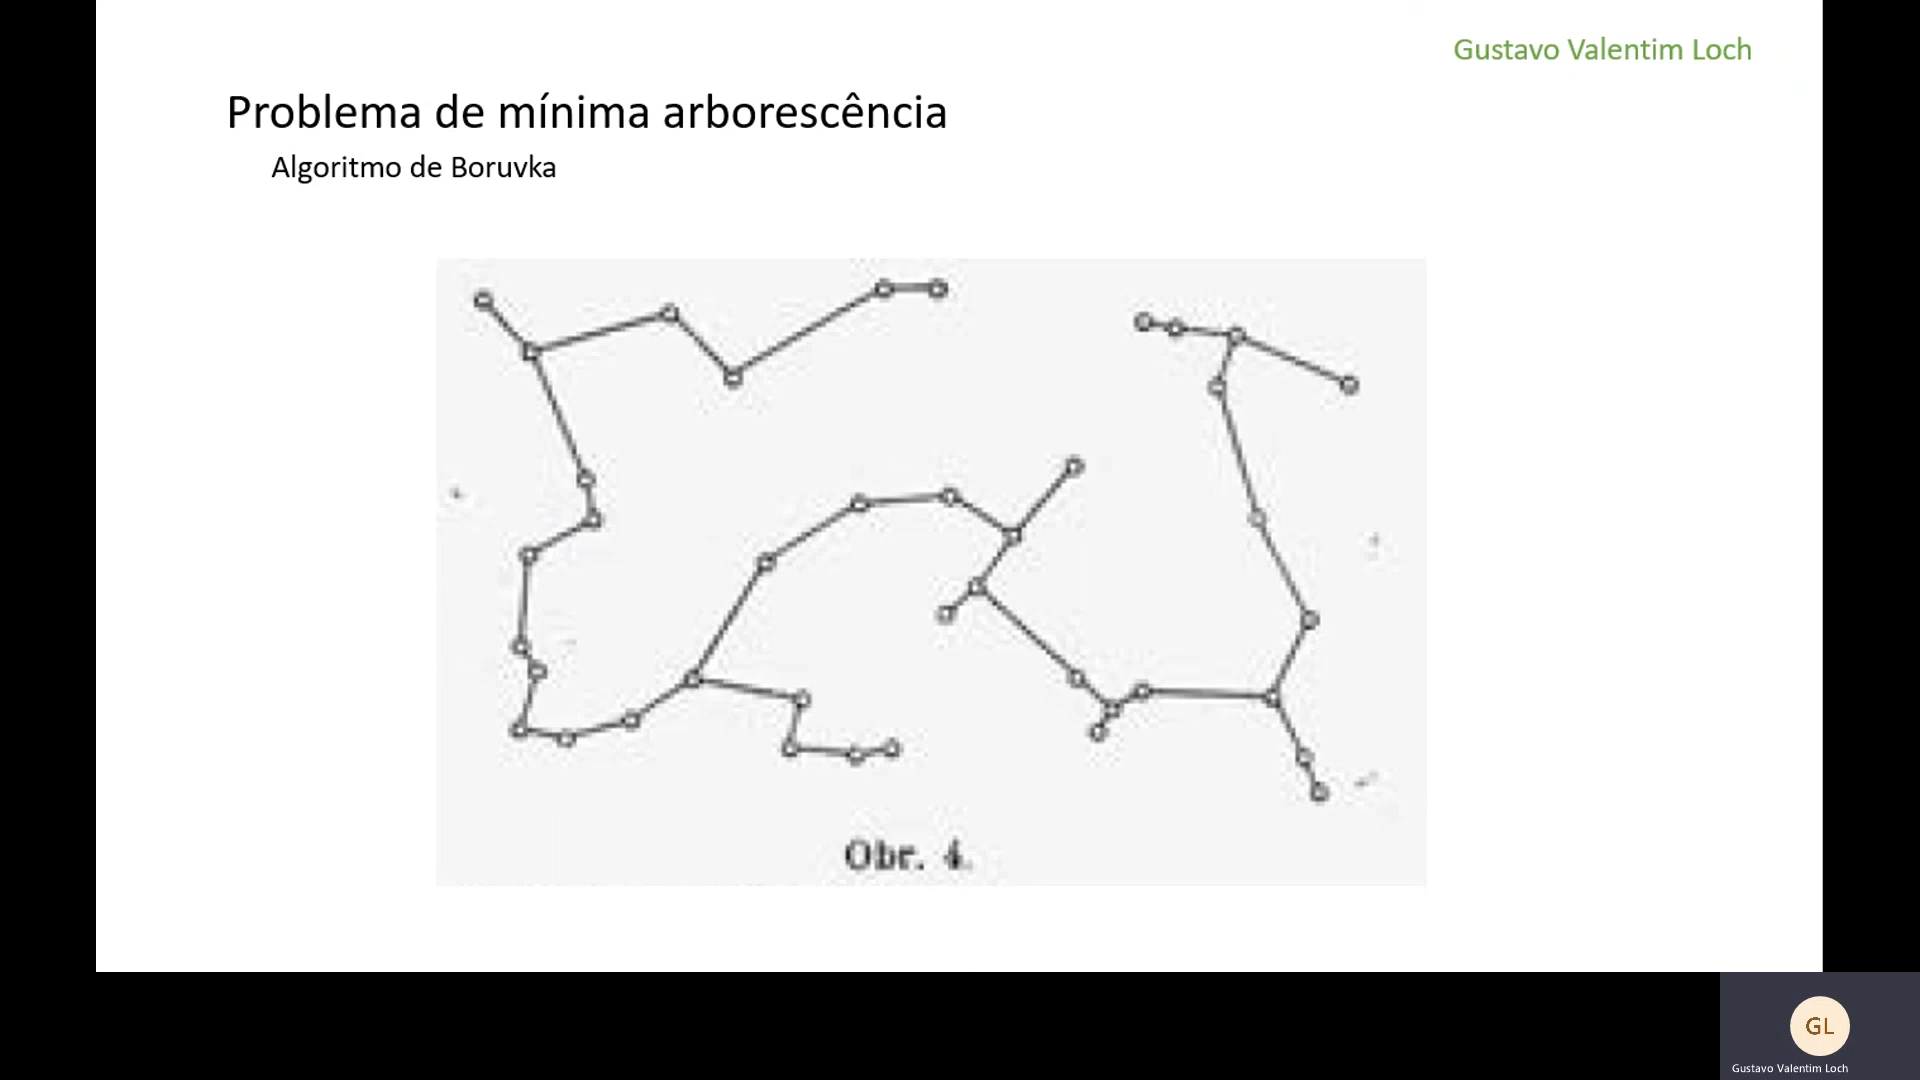 Gustavo Valentim Loch
Problema de mínima arborescência
Algoritmo de Boruvka
Obr. 4.
GL
Gustavo Valentim Loch